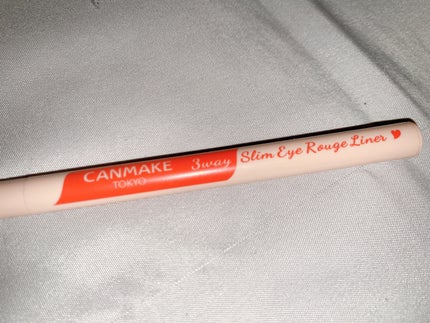 CANMAKE
TOKYO
3way
Slim Eye Rouge Liner